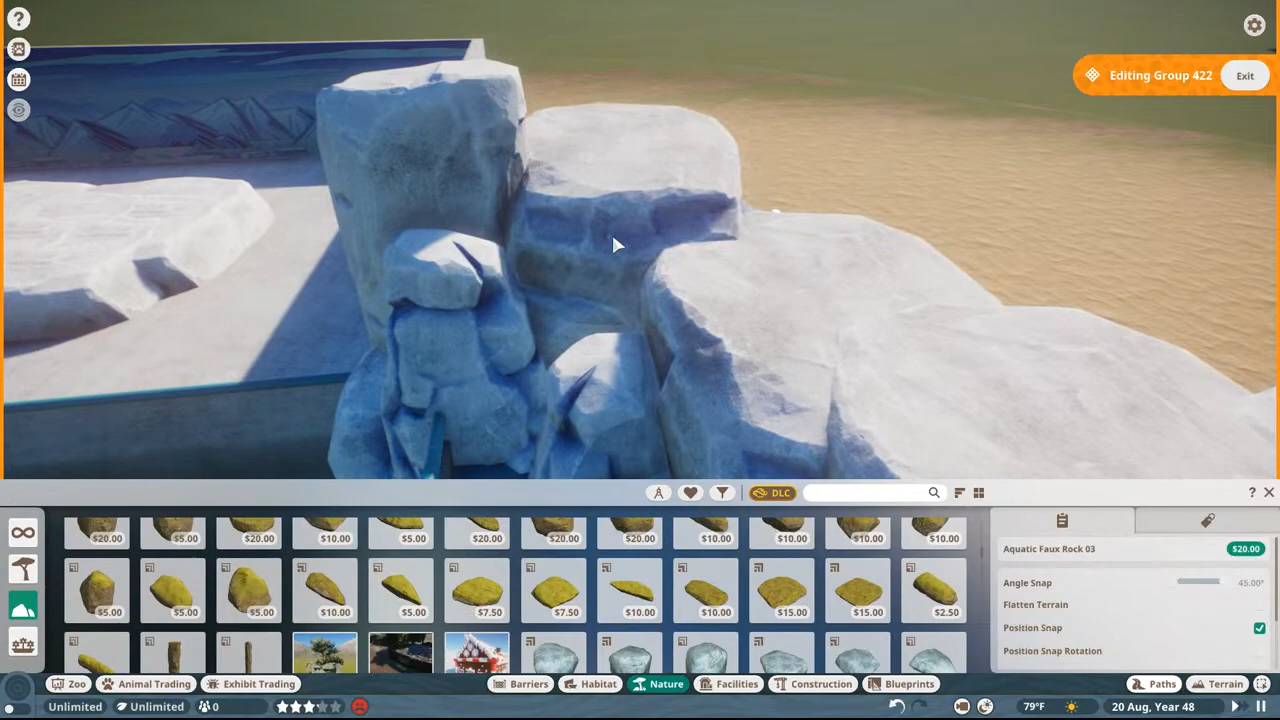 ?
Editing Group 422 Exit
DLC
? ×
$20.00 $5.00 $20.00 $10.00 $5.00 $20.00 $20.00 $20.00 $10.00 $10.00 $10.00 $10.00
Aquatic Faux Rock 03 $20.00
$5.00 $5.00 $5.00 $10.00 $5.00 $7.50 $7.50 $10.00 $10.00 $15.00 $15.00 $2.50
Angle Snap 45.00°
Flatten Terrain
Position Snap
Position Snap Rotation
Zoo Animal Trading Exhibit Trading Barriers Habitat Nature Facilities Construction Blueprints Paths Terrain
Unlimited Unlimited 0 79°F 20 Aug, Year 48